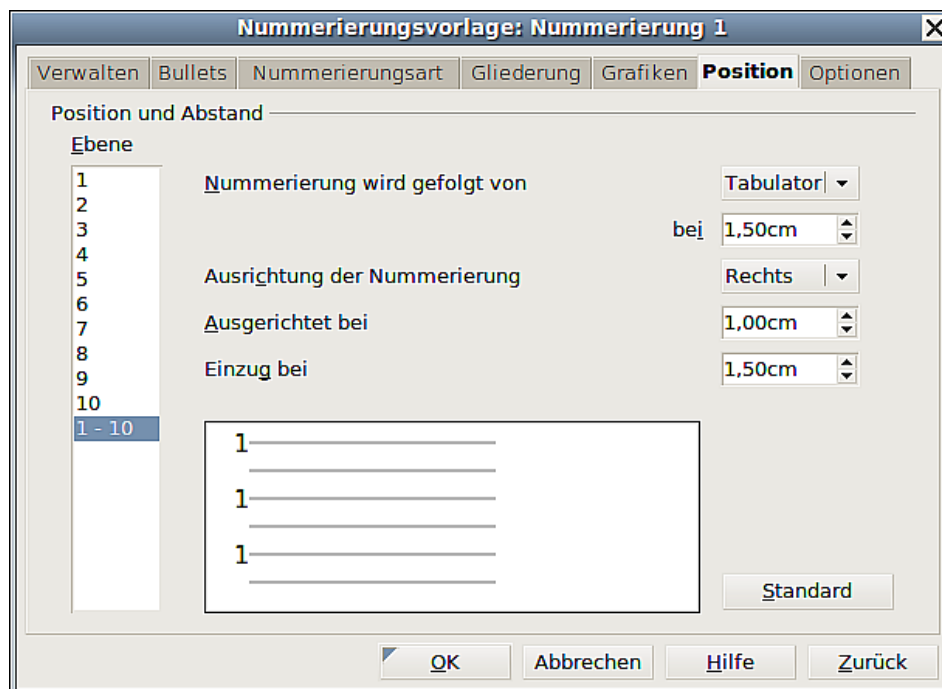 Nummerierungsvorlage: Nummerierung 1
Verwalten Bullets Nummerierungsart Gliederung Grafiken Position Optionen
Position und Abstand
Ebene
1
2
3
4
5
6
7
8
9
10
1 - 10
Nummerierung wird gefolgt von Tabulator
bei 1,50cm
Ausrichtung der Nummerierung Rechts
Ausgerichtet bei 1,00cm
Einzug bei 1,50cm
1
1
1
Standard
OK Abbrechen Hilfe Zurück